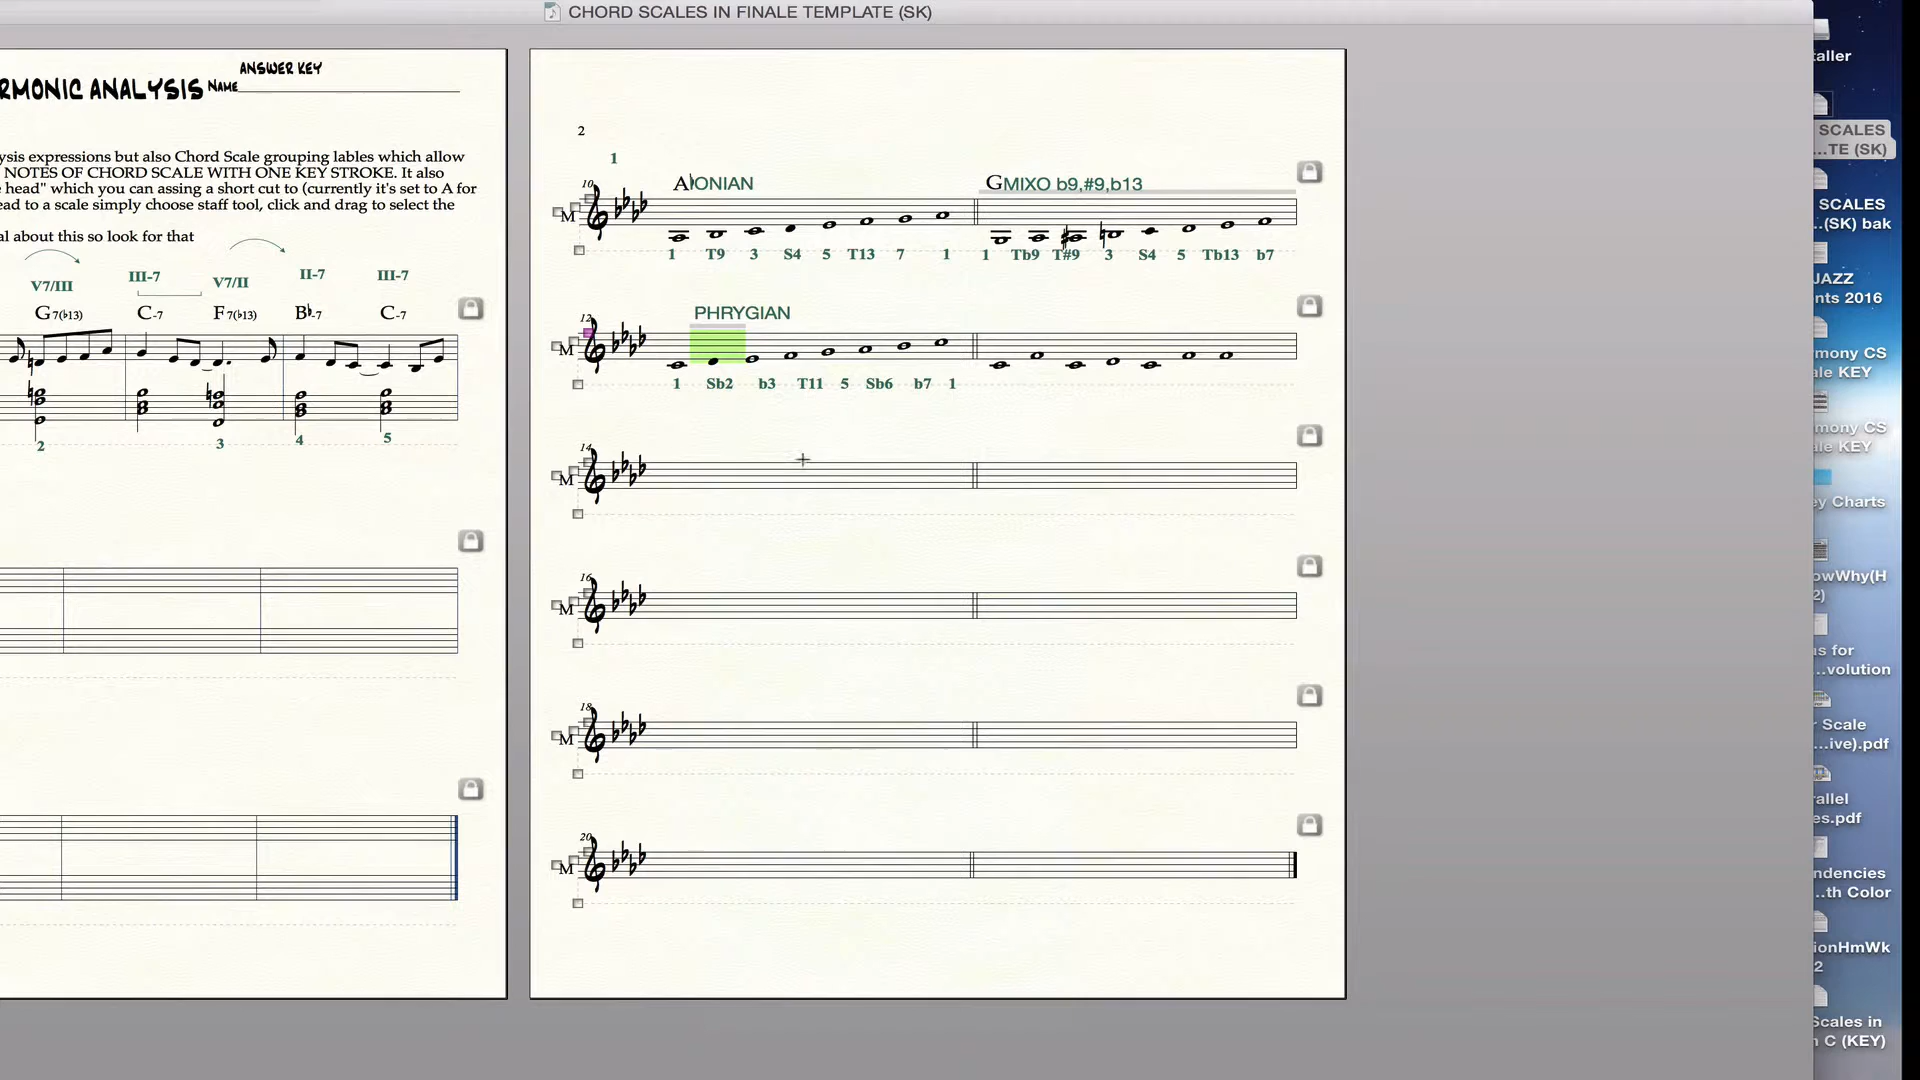 CHORD SCALES IN FINALE TEMPLATE (SK)
ANSWER KEY
RMONIC ANALYSIS NAME
ysis expressions but also Chord Scale grouping lables which allow
NOTES OF CHORD SCALE WITH ONE KEY STROKE. It also
e head" which you can assing a short cut to (currently it's set to A for
ead to a scale simply choose staff tool, click and drag to select the
al about this so look for that
V7/III III-7 V7/II II-7 III-7
G7(♭13) C-7 F7(♭13) B♭-7 C-7
2 3 4 5
2
1
10
A♭ IONIAN G MIXO b9,#9,b13
M
1 T9 3 S4 5 T13 7 1 1 Tb9 T#9 3 S4 5 Tb13 b7
12
PHRYGIAN
M
1 Sb2 b3 T11 5 Sb6 b7 1
14
M
16
M
18
M
20
M
taller
SCALES
...TE (SK)
SCALES
...(SK) bak
JAZZ
nts 2016
mony CS
ale KEY
mony CS
ale KEY
ey Charts
owWhy(H
2)
us for
...volution
r Scale
...ive).pdf
rallel
es.pdf
ndencies
...th Color
ionHmWk
2
Scales in
n C (KEY)